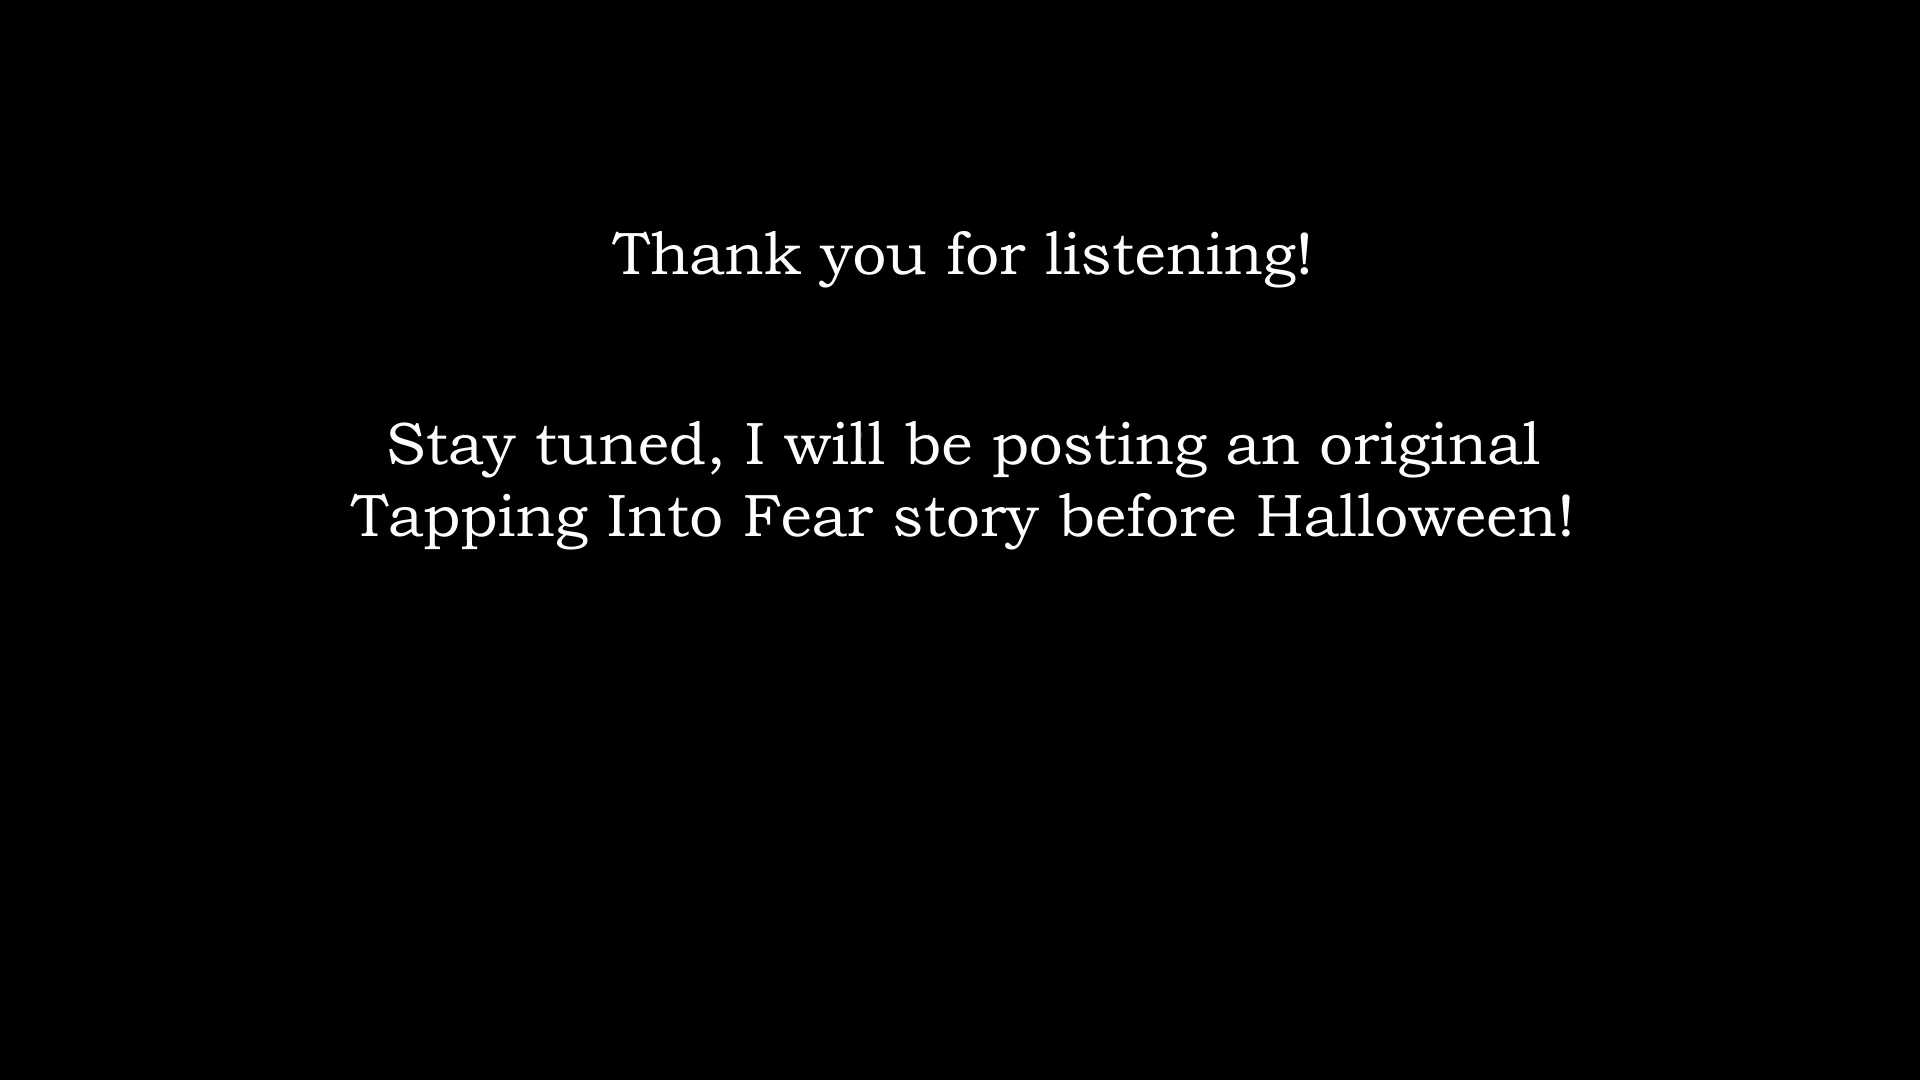 Thank you for listening!
Stay tuned, I will be posting an original
Tapping Into Fear story before Halloween!